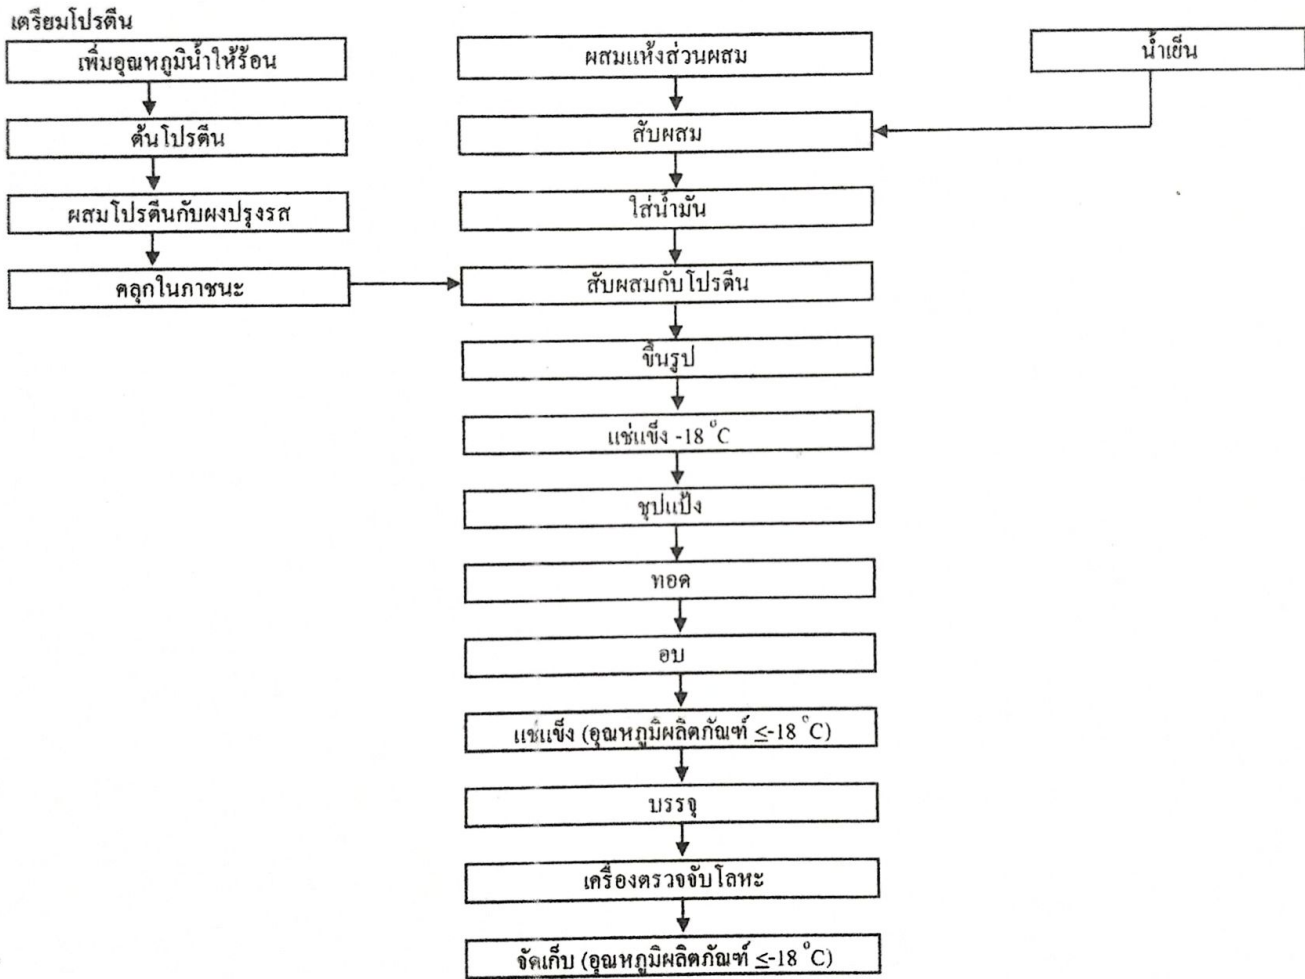 เตรียมโปรตีน
เพิ่มอุณหภูมิน้ำให้ร้อน
ต้นโปรตีน
ผสมโปรตีนกับผงปรุงรส
คลุกในภาชนะ
ผสมแห้งส่วนผสม
น้ำเย็น
สับผสม
ใส่น้ำมัน
สับผสมกับโปรตีน
ขึ้นรูป
แช่แข็ง -18 °C
ชุปแป้ง
ทอด
อบ
แช่แข็ง (อุณหภูมิผลิตภัณฑ์ ≤-18 °C)
บรรจุ
เครื่องตรวจจับโลหะ
จัดเก็บ (อุณหภูมิผลิตภัณฑ์ ≤-18 °C)